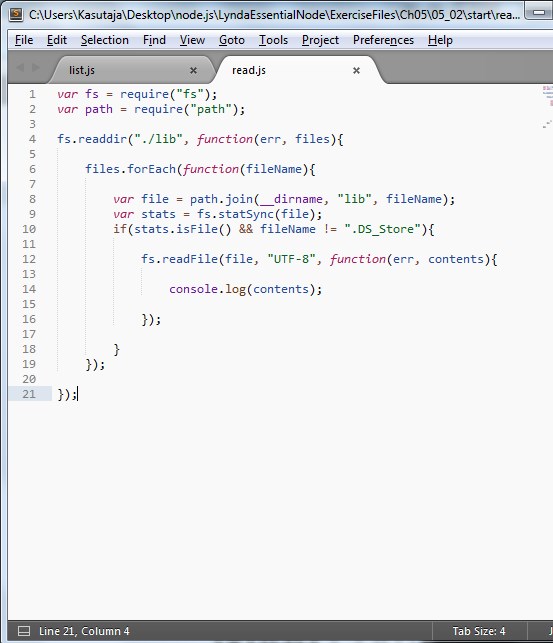 C:\Users\Kasutaja\Desktop\node.js\LyndaEssentialNode\ExerciseFiles\Ch05\05_02\start\rea...
File Edit Selection Find View Goto Tools Project Preferences Help
list.js × read.js ×
1 var fs = require("fs");
2 var path = require("path");
3
4 fs.readdir("./lib", function(err, files){
5
6 files.forEach(function(fileName){
7
8 var file = path.join(__dirname, "lib", fileName);
9 var stats = fs.statSync(file);
10 if(stats.isFile() && fileName != ".DS_Store"){
11
12 fs.readFile(file, "UTF-8", function(err, contents){
13
14 console.log(contents);
15
16 });
17
18 }
19 });
20
21 });
Line 21, Column 4 Tab Size: 4